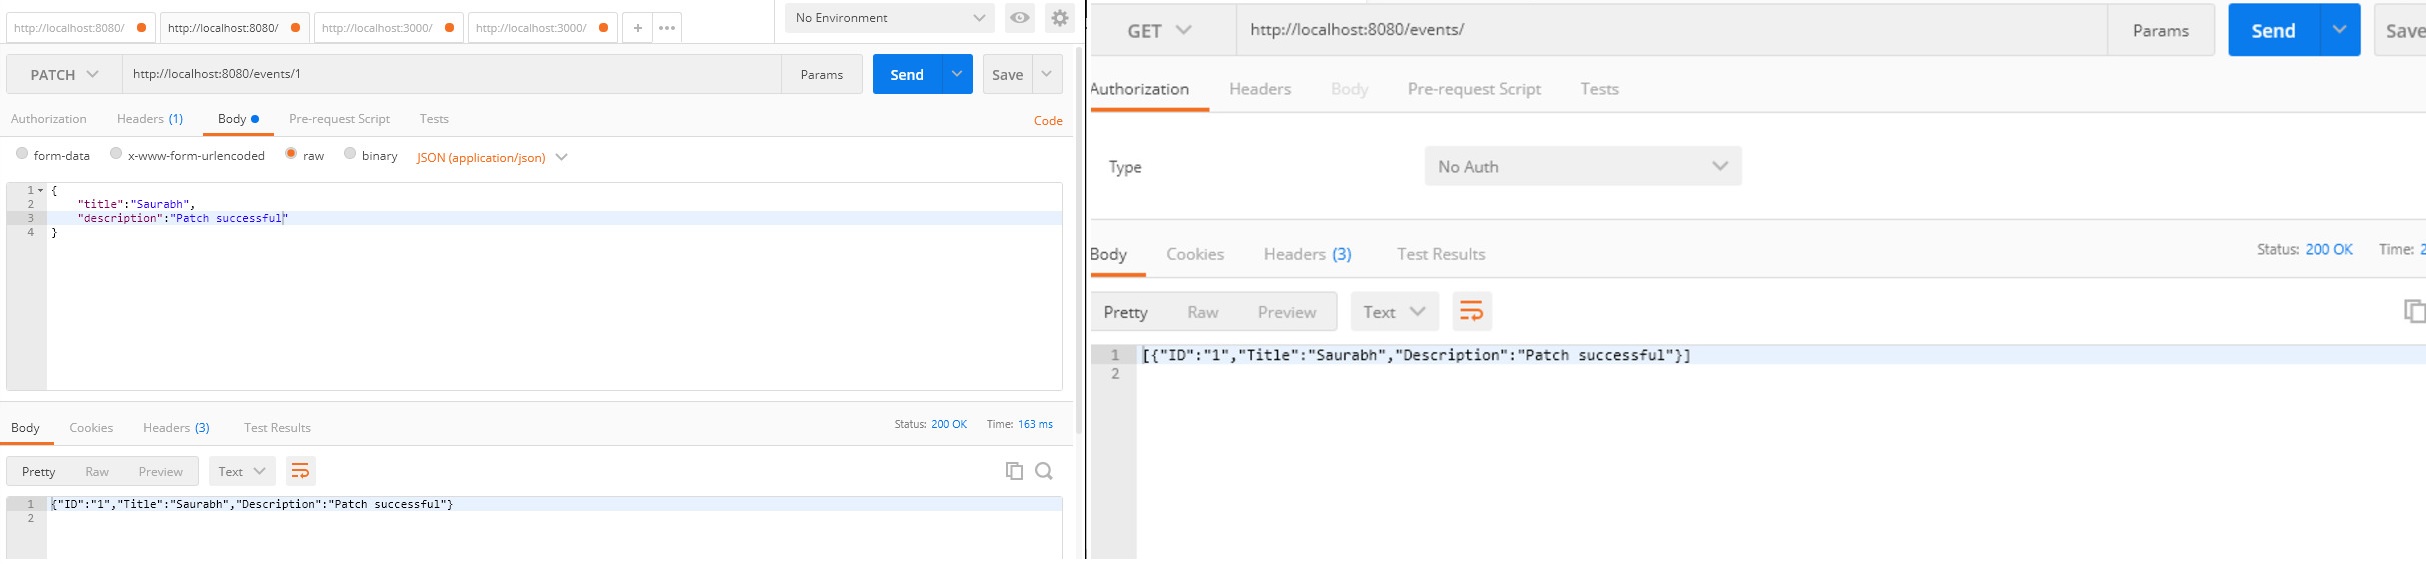 http://localhost:8080/ http://localhost:8080/ http://localhost:3000/ http://localhost:3000/ + ••• No Environment
PATCH http://localhost:8080/events/1 Params Send Save
Authorization Headers (1) Body Pre-request Script Tests Code
form-data x-www-form-urlencoded raw binary JSON (application/json)
1 {
2 "title":"Saurabh",
3 "description":"Patch successful"
4 }
Body Cookies Headers (3) Test Results Status: 200 OK Time: 163 ms
Pretty Raw Preview Text
1 {"ID":"1","Title":"Saurabh","Description":"Patch successful"}
2
GET http://localhost:8080/events/ Params Send Save
Authorization Headers Body Pre-request Script Tests
Type No Auth
Body Cookies Headers (3) Test Results Status: 200 OK Time: 2
Pretty Raw Preview Text
1 [{"ID":"1","Title":"Saurabh","Description":"Patch successful"}]
2